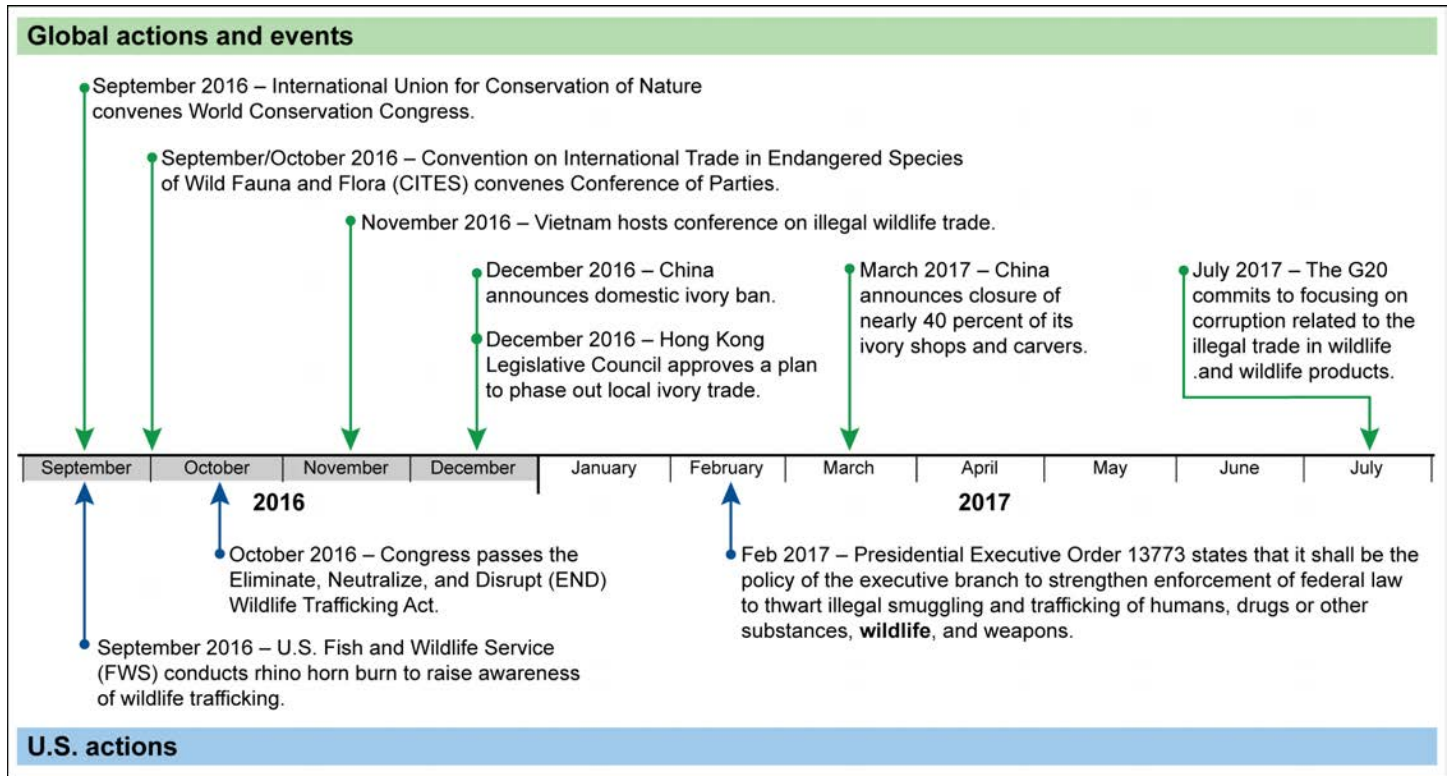 Global actions and events
September 2016 – International Union for Conservation of Nature
convenes World Conservation Congress.
September/October 2016 – Convention on International Trade in Endangered Species
of Wild Fauna and Flora (CITES) convenes Conference of Parties.
November 2016 – Vietnam hosts conference on illegal wildlife trade.
December 2016 – China
announces domestic ivory ban.
December 2016 – Hong Kong
Legislative Council approves a plan
to phase out local ivory trade.
March 2017 – China
announces closure of
nearly 40 percent of its
ivory shops and carvers.
July 2017 – The G20
commits to focusing on
corruption related to the
illegal trade in wildlife
.and wildlife products.
September October November December January February March April May June July
2016 2017
October 2016 – Congress passes the
Eliminate, Neutralize, and Disrupt (END)
Wildlife Trafficking Act.
September 2016 – U.S. Fish and Wildlife Service
(FWS) conducts rhino horn burn to raise awareness
of wildlife trafficking.
Feb 2017 – Presidential Executive Order 13773 states that it shall be the
policy of the executive branch to strengthen enforcement of federal law
to thwart illegal smuggling and trafficking of humans, drugs or other
substances, wildlife, and weapons.
U.S. actions